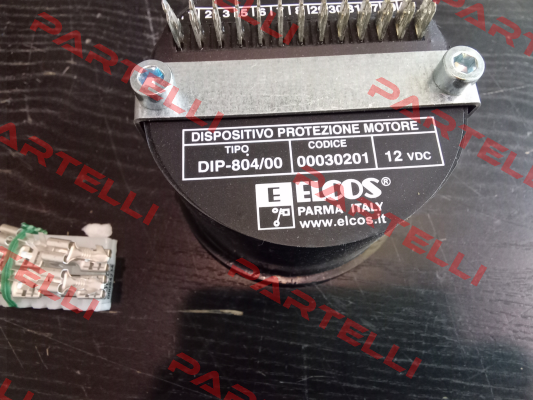 DISPOSITIVO PROTEZIONE MOTORE
TIPO CODICE
DIP-804/00 00030201 12 VDC
E ELCOS®
PARMA ITALY
www.elcos.it
PARTELLI
PARTELLI
PARTELLI
PARTELLI